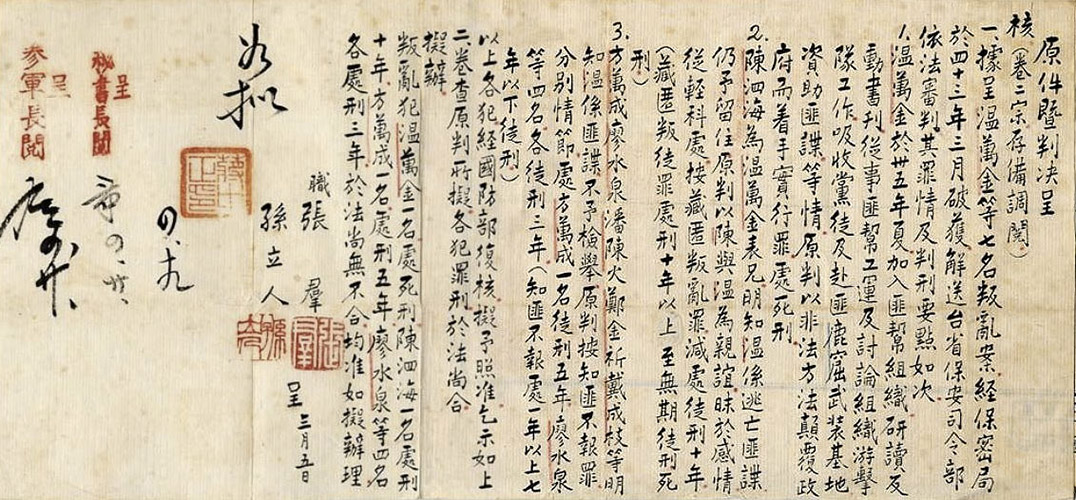 原件暨判決呈
核(卷二宗存備調閱)
一、據呈溫萬金等七名叛亂案經保密局
於四十三年三月破獲解送台省保安司令部
依法審判其罪情及判刑要點如次
1.溫萬金於卅五年夏加入匪幫組織研讀反
動書刊從事匪幫工運及討論組織游擊
隊工作吸收黨徒及赴匪鹿窟武裝基地
資助匪諜等情原判以非法方法顛覆政
府而着手實行罪處死刑
2.陳泗海為溫萬金表兄明知溫係逃亡匪諜
仍予留住原判以陳與溫為親誼昧於感情
從輕科處按藏匿叛亂罪減處徒刑十年
(藏匿叛徒罪處刑十年以上至無期徒刑死
刑)
3.方萬成廖水泉潘陳火鄭金祈戴成枝等明
知溫係匪諜不予檢舉原判按知匪不報罪
分別情節處方萬成一名徒刑五年廖水泉
等四名各徒刑三年(知匪不報處一年以上七
年以下徒刑)
以上各犯經國防部復核擬予照准乞示如上
二卷查原判所擬各犯罪刑於法尚合
擬辦
叛亂犯溫萬金一名處死刑陳泗海一名處刑
十年方萬成一名處刑五年廖水泉等四名
各處刑三年於法尚無不合均准如擬辦理
職張群
孫立人
呈三月五日
如擬
蔣中正印
四、九
呈
秘書長閱
呈
參軍長閱